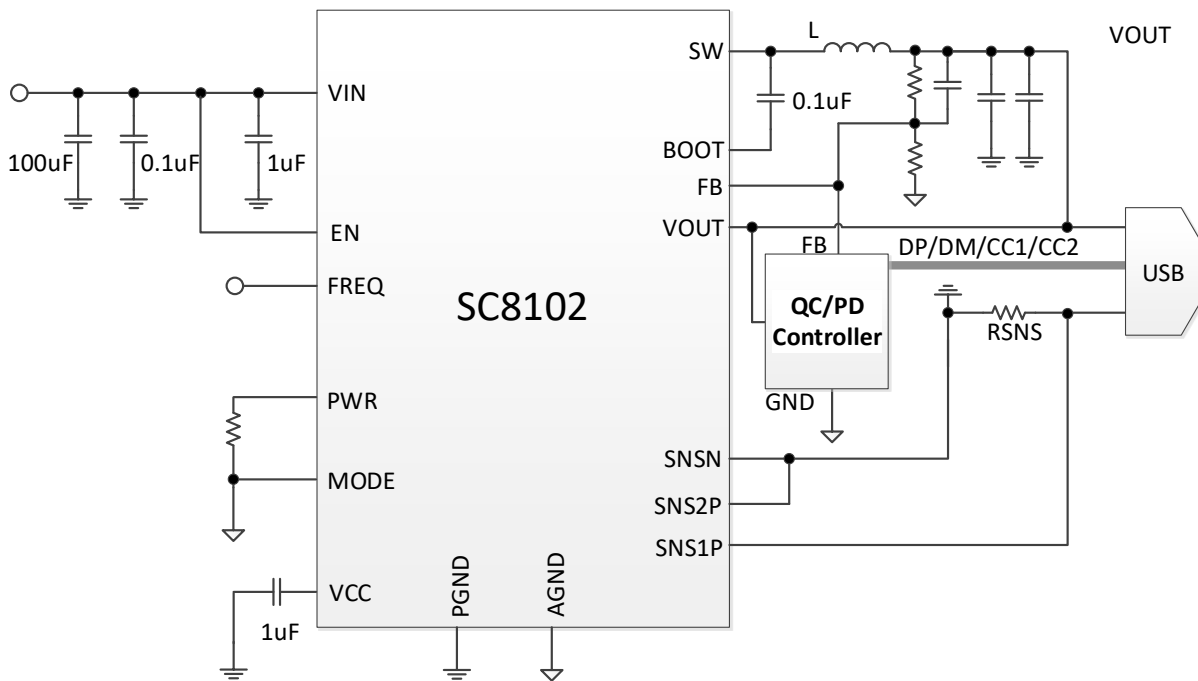 L
VOUT
SW
VIN
0.1uF
100uF
0.1uF
1uF
BOOT
FB
VOUT
EN
FB
DP/DM/CC1/CC2
USB
FREQ
SC8102
QC/PD
Controller
RSNS
PWR
GND
SNSN
MODE
SNS2P
SNS1P
PGND
AGND
VCC
1uF